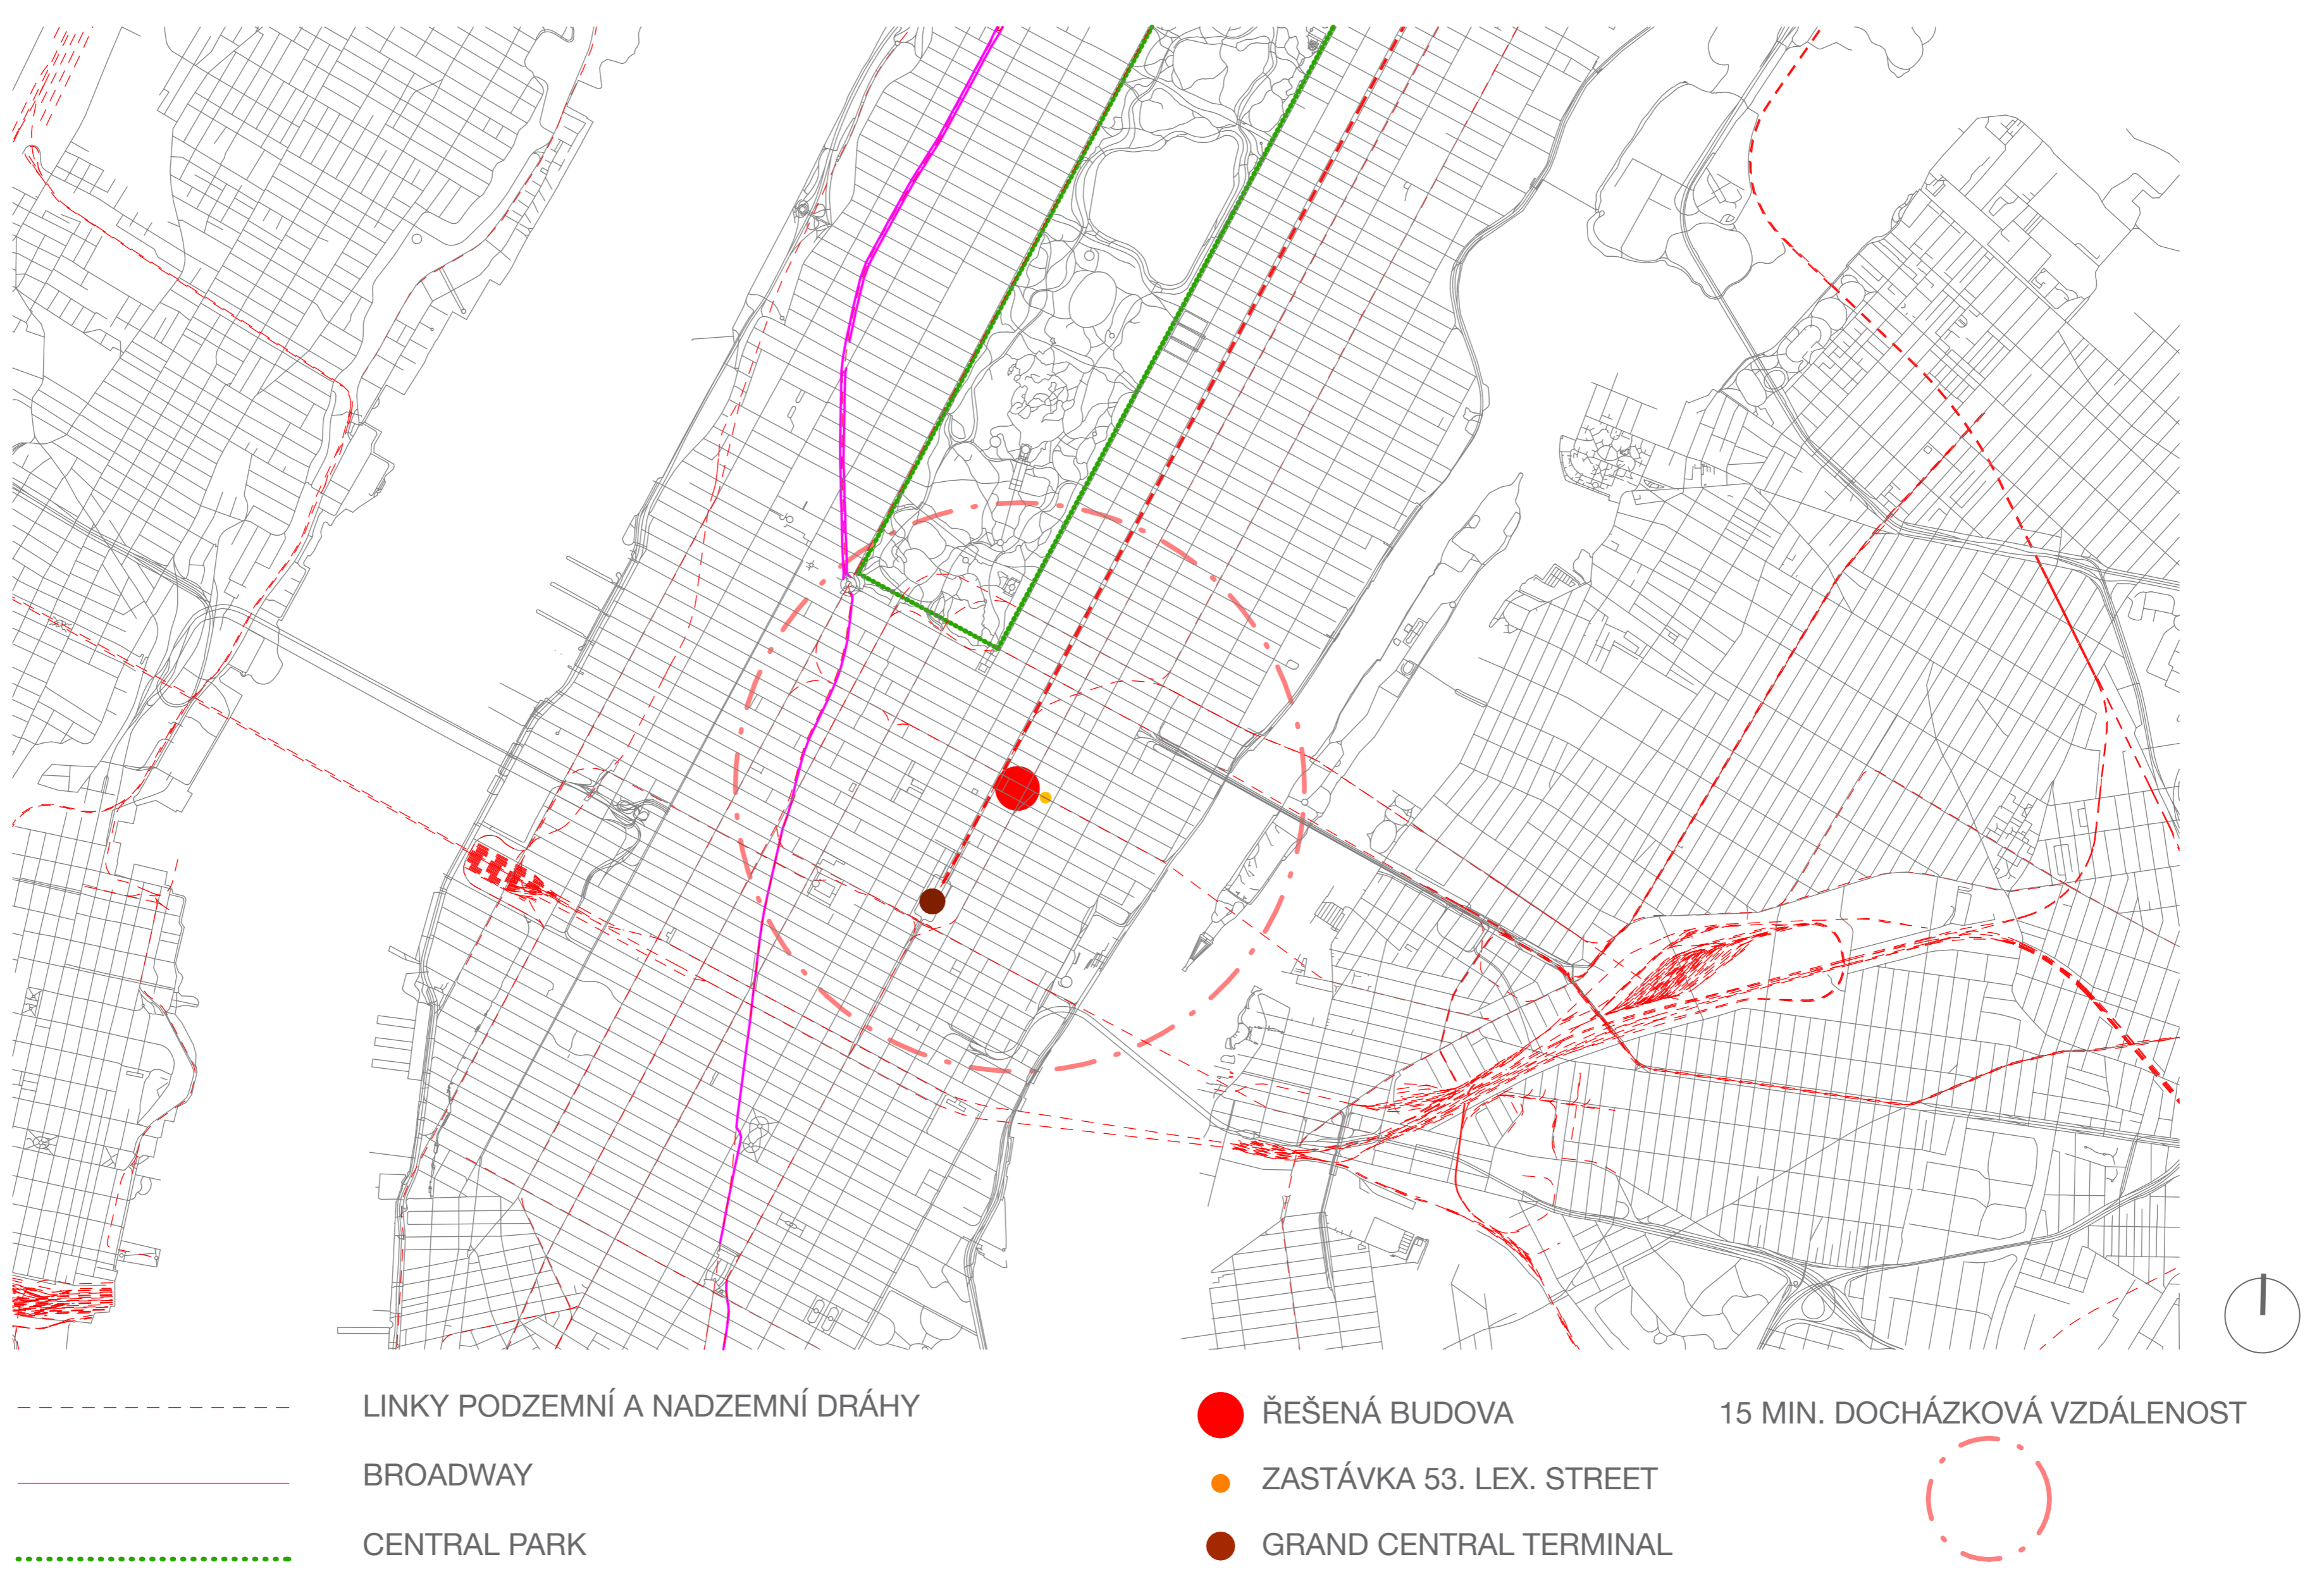 LINKY PODZEMNÍ A NADZEMNÍ DRÁHY
BROADWAY
CENTRAL PARK
ŘEŠENÁ BUDOVA
ZASTÁVKA 53. LEX. STREET
GRAND CENTRAL TERMINAL
15 MIN. DOCHÁZKOVÁ VZDÁLENOST